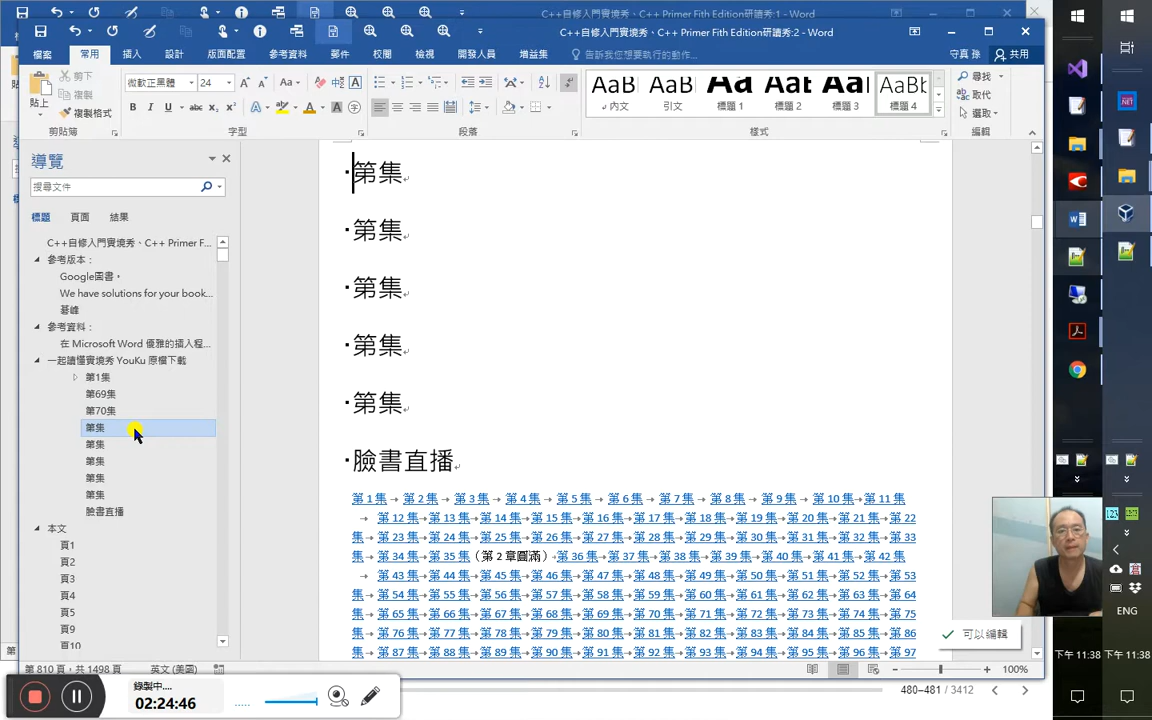 C++自修入門實境秀、C++ Primer Fifth Edition研讀秀:1 - Word
C++自修入門實境秀、C++ Primer Fith Edition研讀秀:2 - Word
檔案 常用 插入 設計 版面配置 參考資料 郵件 校閱 檢視 開發人員 增益集 告訴我您想要執行的動作... 守真 孫 共用
貼上 剪下 複製 複製格式
微軟正黑體 24
AaB AaB Aa Aat Aal AaBb
內文 引文 標題 1 標題 2 標題 3 標題 4
尋找 取代 選取
剪貼簿 字型 段落 樣式 編輯
導覽
搜尋文件
標題 頁面 結果
C++自修入門實境秀、C++ Primer F...
參考版本：
Google圖書，
We have solutions for your book...
碁峰
參考資料：
在 Microsoft Word 優雅的插入程...
一起讀懂實境秀 YouKu 原檔下載
第1集
第69集
第70集
第集
第集
第集
第集
第集
臉書直播
本文
頁1
頁2
頁3
頁4
頁5
頁9
頁10
第集
第集
第集
第集
第集
臉書直播
第 1 集→ 第 2 集→ 第 3 集→ 第 4 集→ 第 5 集→ 第 6 集→ 第 7 集→ 第 8 集→ 第 9 集→ 第 10 集→ 第 11 集
→ 第 12 集→第 13 集→第 14 集→第 15 集→第 16 集→第 17 集→第 18 集→第 19 集→第 20 集→第 21 集→第 22
集→第 23 集→第 24 集→第 25 集→第 26 集→第 27 集→第 28 集→第 29 集→第 30 集→第 31 集→第 32 集→第 33
集→第 34 集→第 35 集（第 2 章圓滿）→第 36 集→第 37 集→第 38 集→第 39 集→第 40 集→第 41 集→第 42 集
→ 第 43 集→第 44 集→第 45 集→第 46 集→第 47 集→第 48 集→第 49 集→第 50 集→第 51 集→第 52 集→第 53
集→第 54 集→第 55 集→第 56 集→第 57 集→第 58 集→第 59 集→第 60 集→第 61 集→第 62 集→第 63 集→第 64
集→第 65 集→第 66 集→第 67 集→第 68 集→第 69 集→第 70 集→第 71 集→第 72 集→第 73 集→第 74 集→第 75
集→第 76 集→第 77 集→第 78 集→第 79 集→第 80 集→第 81 集→第 82 集→第 83 集→第 84 集→第 85 集→第 86
集→第 87 集→第 88 集→第 89 集→第 90 集→第 91 集→第 92 集→第 93 集→第 94 集→第 95 集→第 96 集→第 97
可以編輯
第 810 頁，共 1498 頁 英文 (美國) 100%
480–481 / 3412
錄製中....
02:24:46
ENG
下午 11:38 下午 11:38